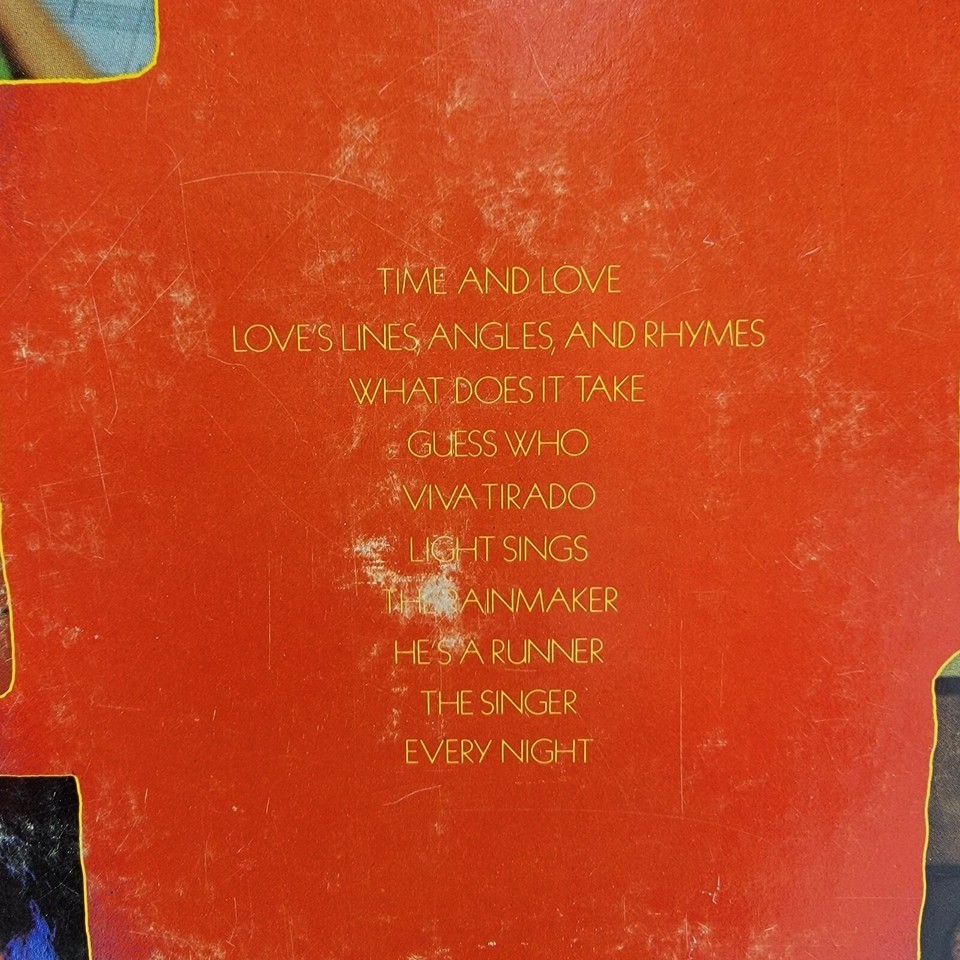 TIME AND LOVE
LOVE'S LINES, ANGLES, AND RHYMES
WHAT DOES IT TAKE
GUESS WHO
VIVA TIRADO
LIGHT SINGS
THE RAINMAKER
HE'S A RUNNER
THE SINGER
EVERY NIGHT